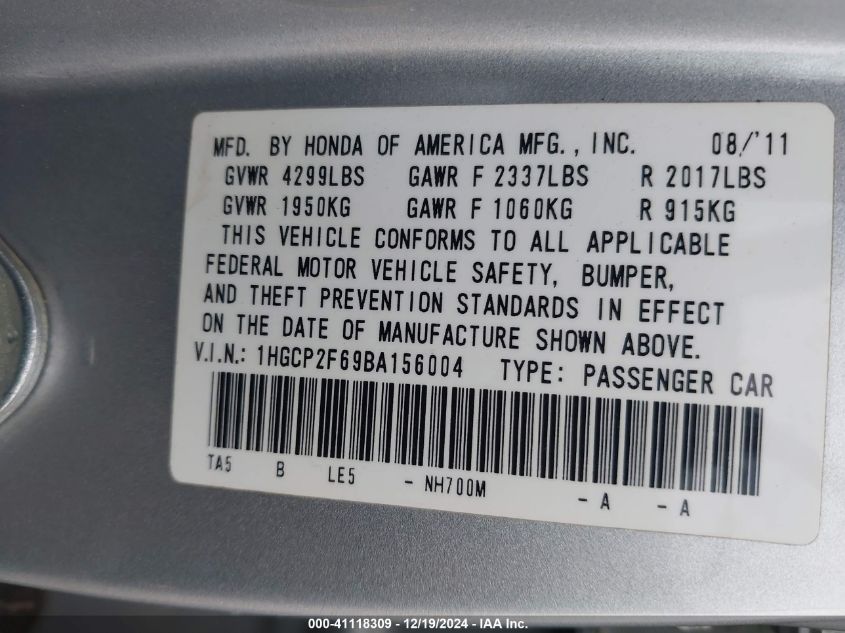 MFD. BY HONDA OF AMERICA MFG., INC. 08/'11
GVWR 4299LBS GAWR F 2337LBS R 2017LBS
GVWR 1950KG GAWR F 1060KG R 915KG
THIS VEHICLE CONFORMS TO ALL APPLICABLE
FEDERAL MOTOR VEHICLE SAFETY, BUMPER,
AND THEFT PREVENTION STANDARDS IN EFFECT
ON THE DATE OF MANUFACTURE SHOWN ABOVE.
V.I.N.: 1HGCP2F69BA156004 TYPE: PASSENGER CAR
TA5 B LE5 - NH700M - A - A
000-41118309 - 12/19/2024 - IAA Inc.